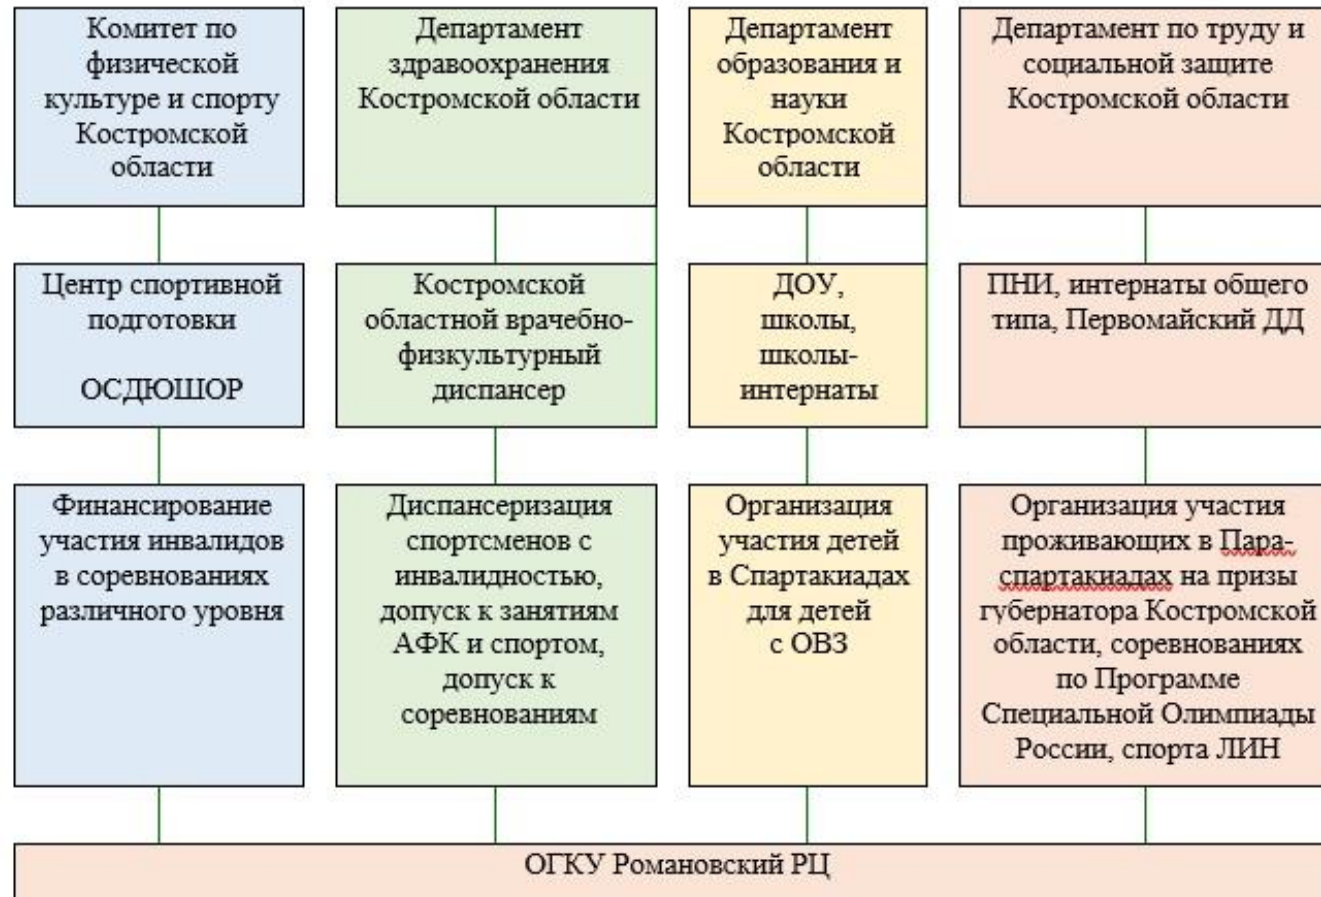 Комитет по
физической
культуре и спорту
Костромской
области
Департамент
здравоохранения
Костромской области
Департамент
образования и
науки
Костромской
области
Департамент по труду и
социальной защите
Костромской области
Центр спортивной
подготовки
ОСДЮШОР
Костромской
областной врачебно-
физкультурный
диспансер
ДОУ,
школы,
школы-
интернаты
ПНИ, интернаты общего
типа, Первомайский ДД
Финансирование
участия инвалидов
в соревнованиях
различного уровня
Диспансеризация
спортсменов с
инвалидностью,
допуск к занятиям
АФК и спортом,
допуск к
соревнованиям
Организация
участия детей
в Спартакиадах
для детей
с ОВЗ
Организация участия
проживающих в Пара-
спартакиадах на призы
губернатора Костромской
области, соревнованиях
по Программе
Специальной Олимпиады
России, спорта ЛИН
ОГКУ Романовский РЦ